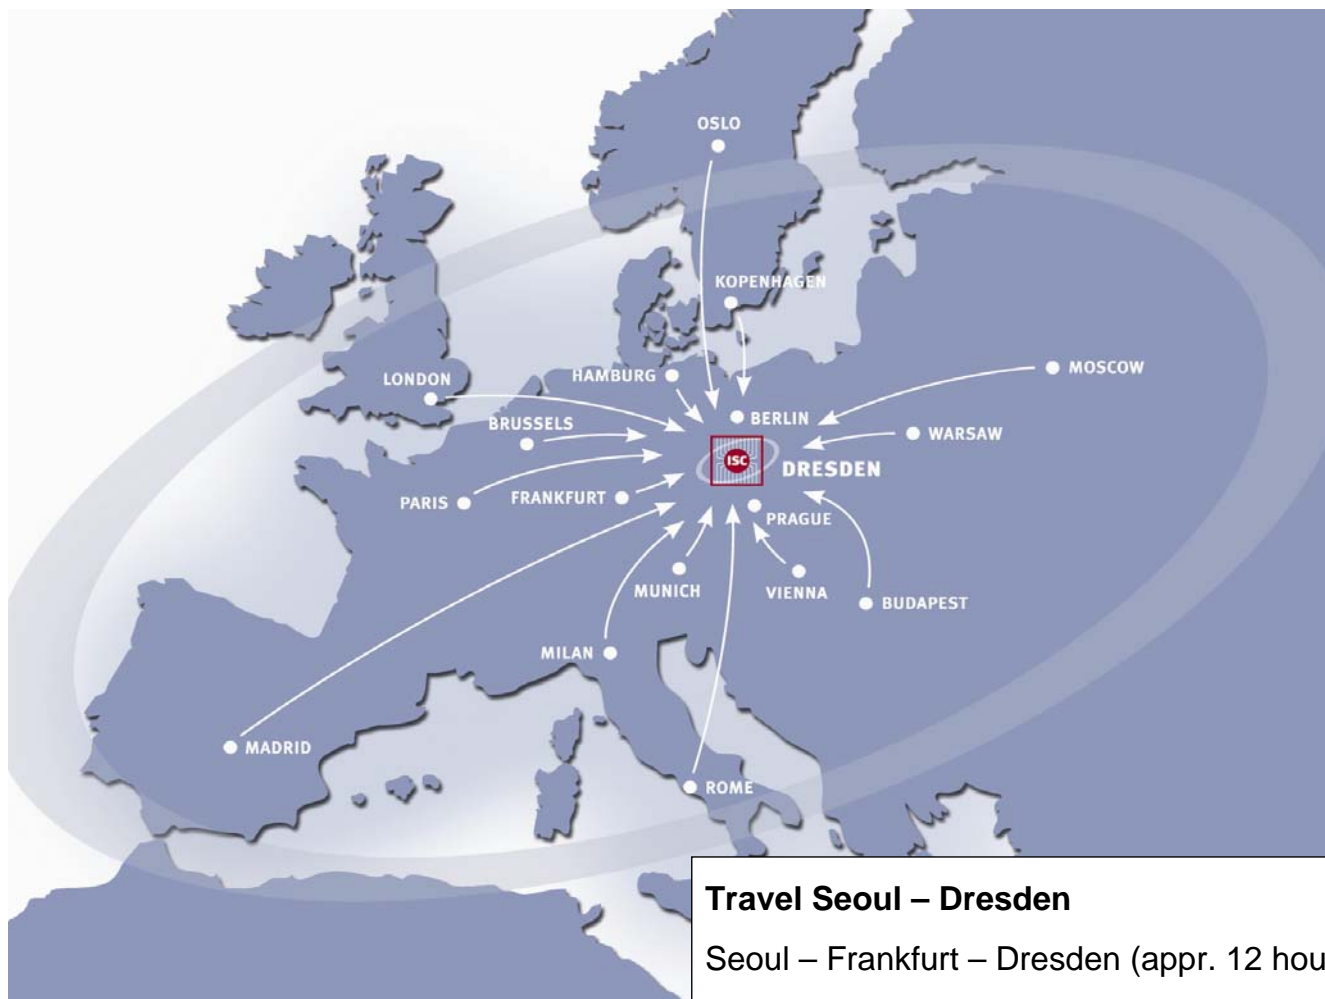 OSLO
KOPENHAGEN
HAMBURG
MOSCOW
LONDON
BERLIN
BRUSSELS
WARSAW
ISC
DRESDEN
PARIS
FRANKFURT
PRAGUE
MUNICH
VIENNA
BUDAPEST
MILAN
MADRID
ROME
Travel Seoul – Dresden
Seoul – Frankfurt – Dresden (appr. 12 hou